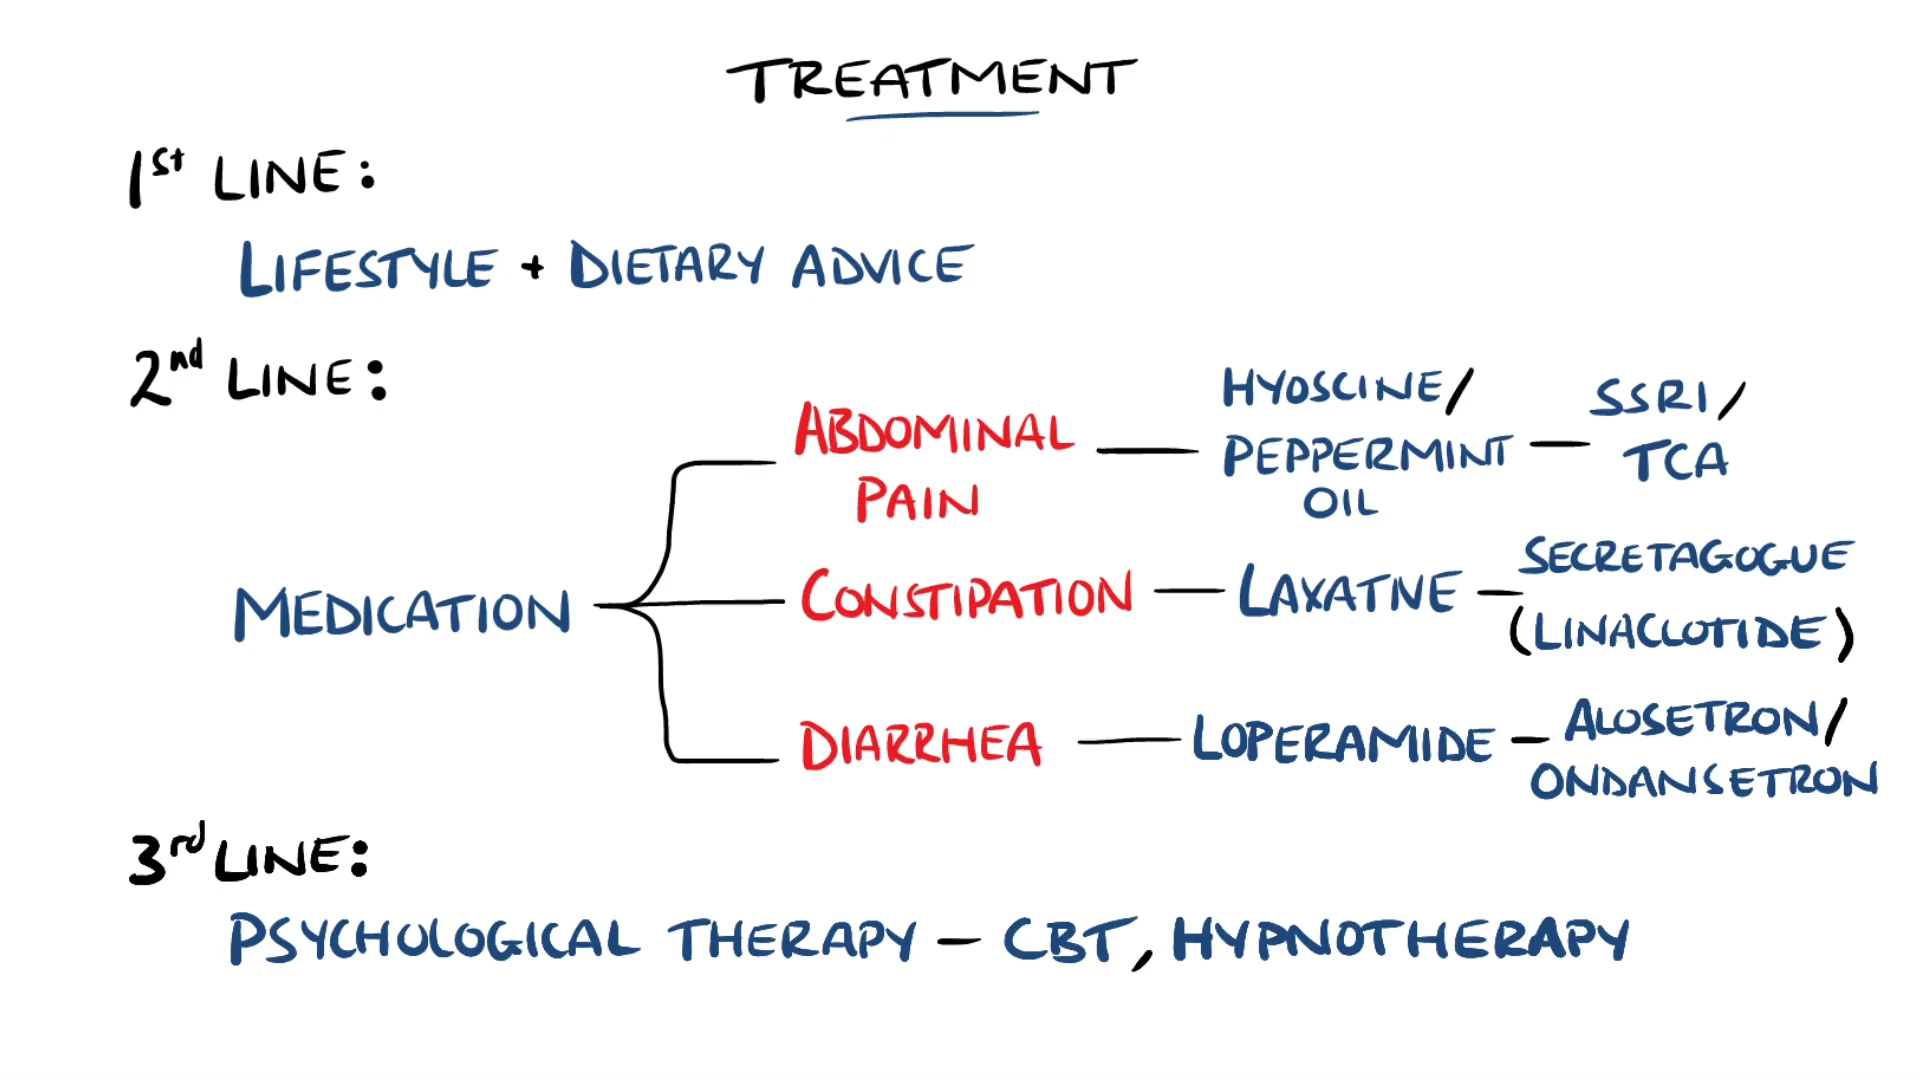 TREATMENT
1st LINE:
LIFESTYLE + DIETARY ADVICE
2nd LINE:
MEDICATION
ABDOMINAL
PAIN
HYOSCINE/
PEPPERMINT
OIL
SSRI/
TCA
CONSTIPATION
LAXATIVE
SECRETAGOGUE
(LINACLOTIDE)
DIARRHEA
LOPERAMIDE
ALOSETRON/
ONDANSETRON
3rd LINE:
PSYCHOLOGICAL THERAPY - CBT, HYPNOTHERAPY